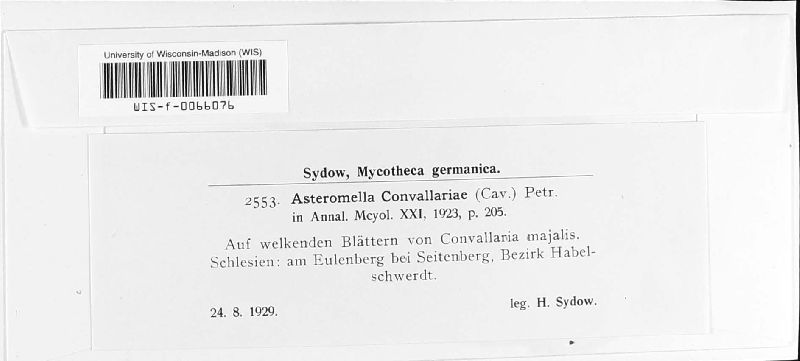 University of Wisconsin-Madison (WIS)
WIS-f-0066076
Sydow, Mycotheca germanica.
2553. Asteromella Convallariae (Cav.) Petr.
in Annal. Mcyol. XXI, 1923, p. 205.
Auf welkenden Blättern von Convallaria majalis.
Schlesien: am Eulenberg bei Seitenberg, Bezirk Habel-
schwerdt.
24. 8. 1929.
leg. H. Sydow.